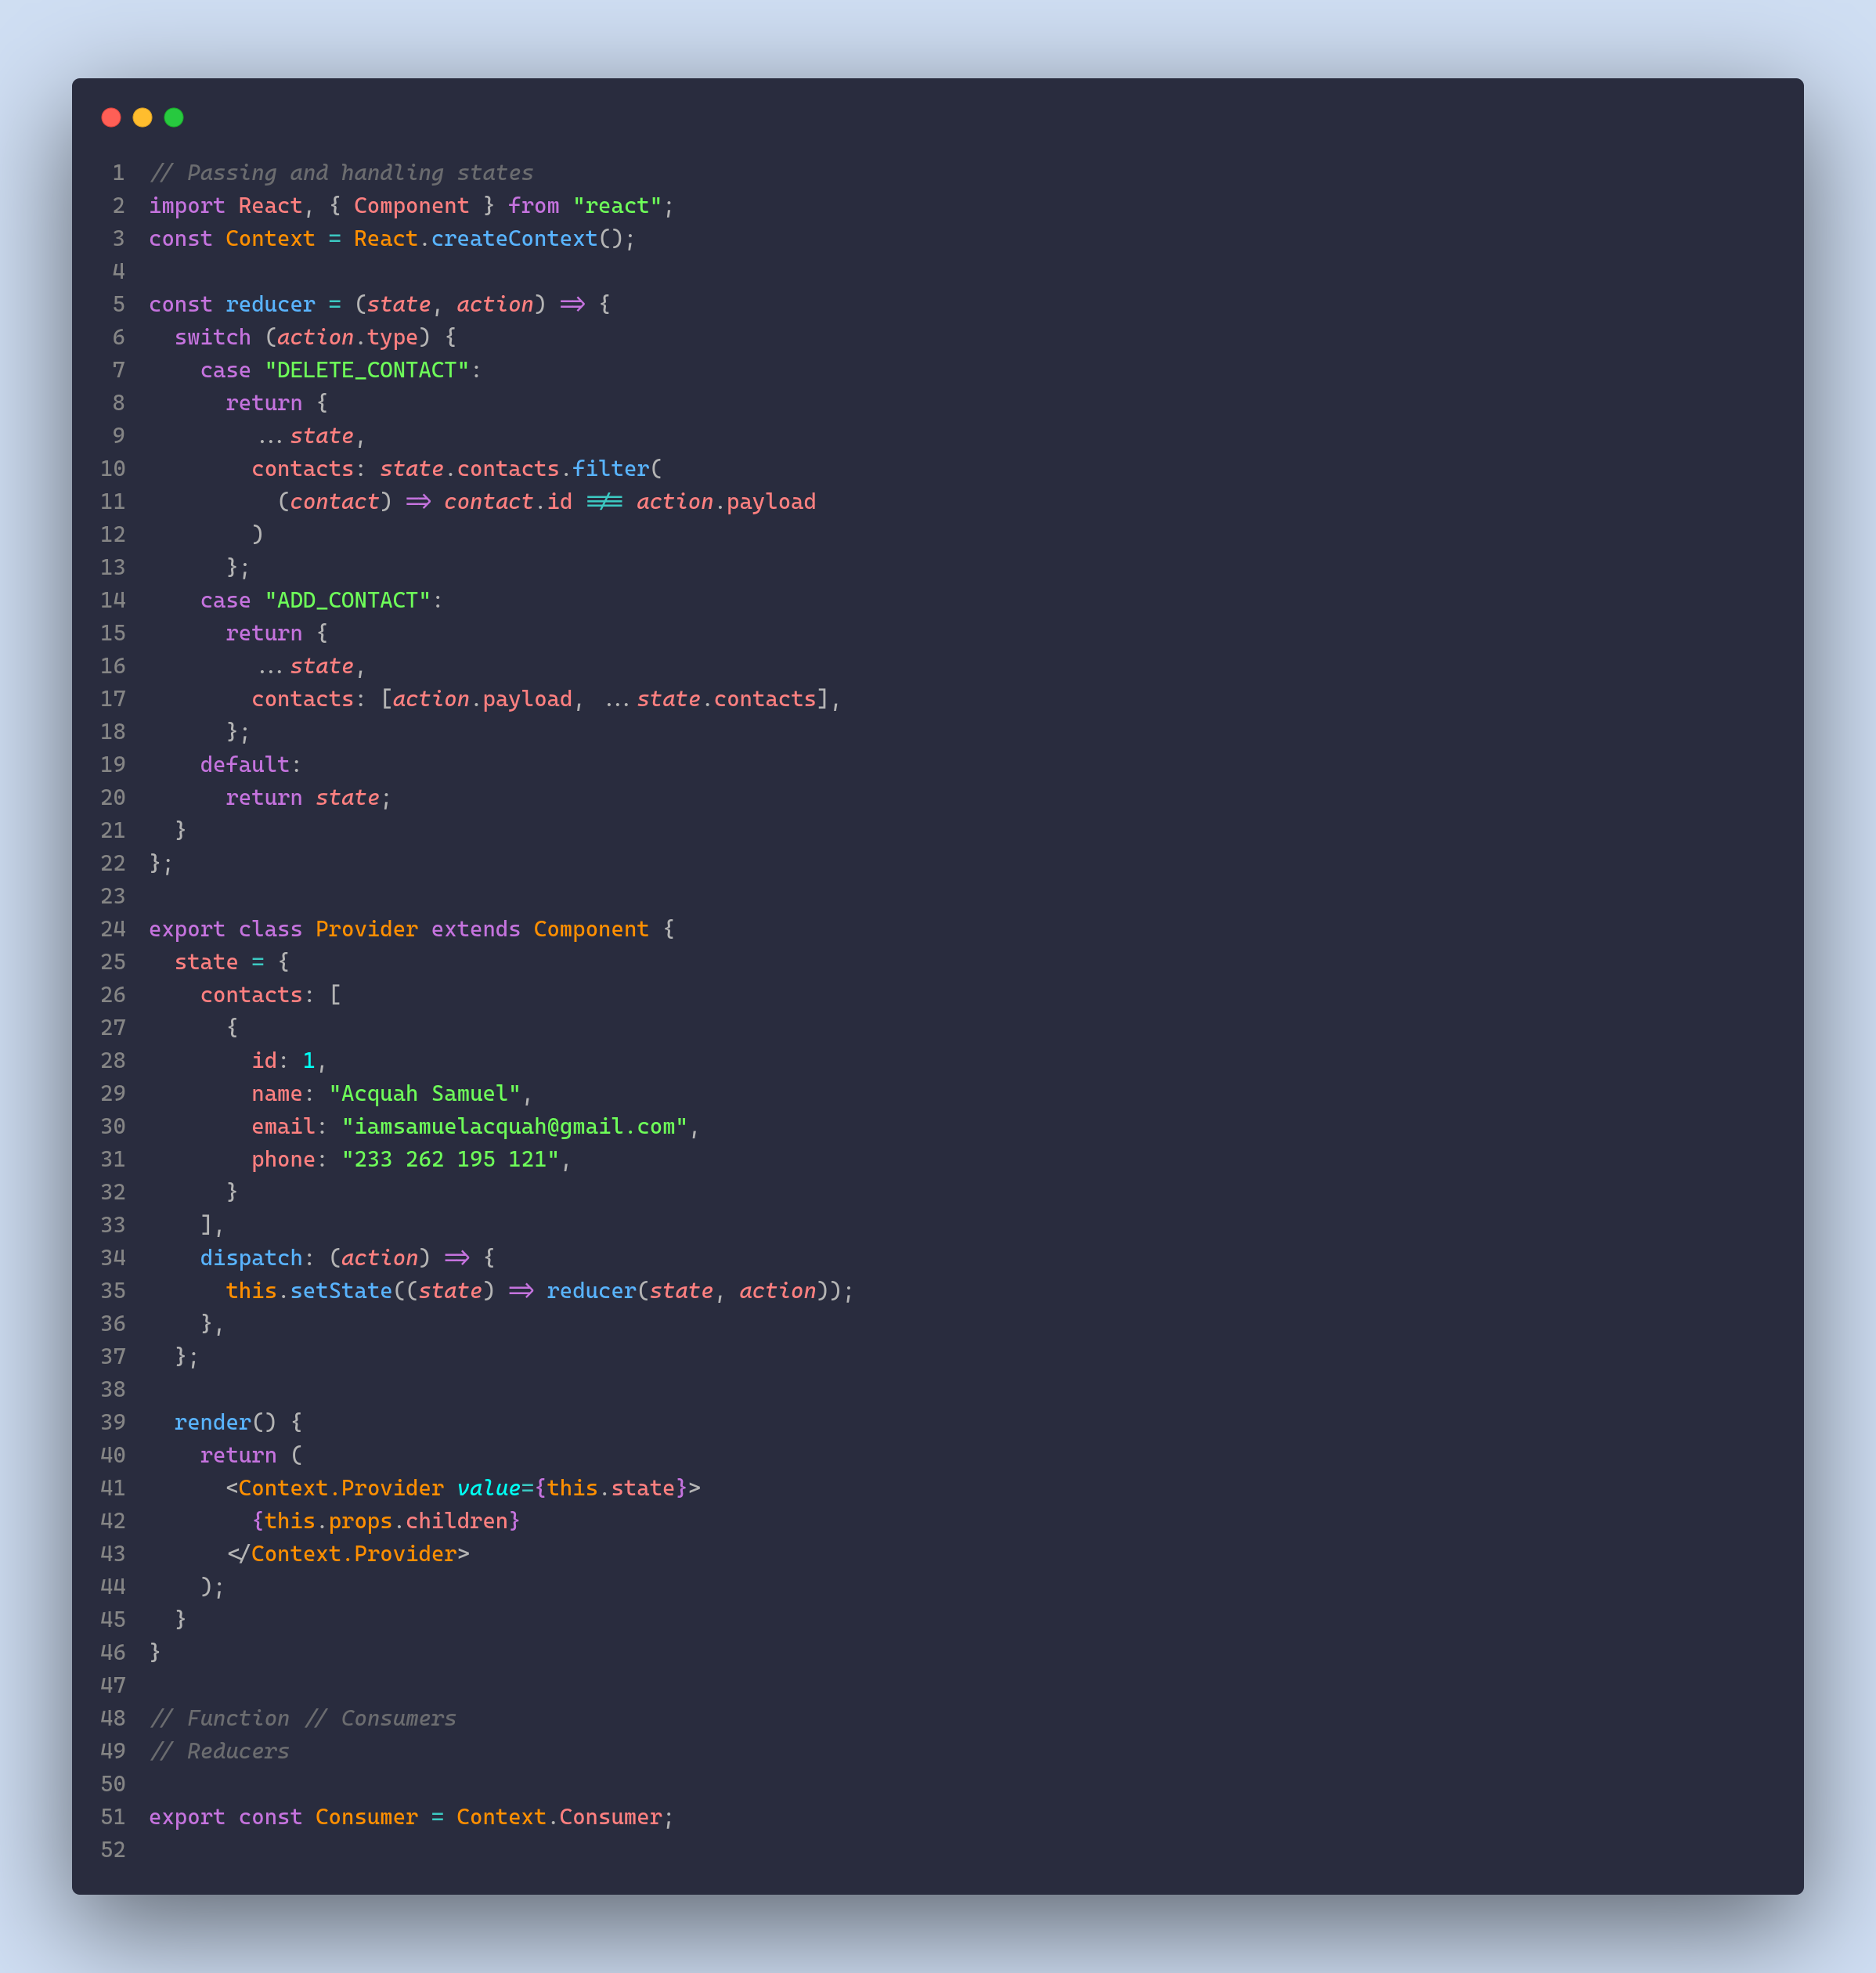 1 // Passing and handling states
2 import React, { Component } from "react";
3 const Context = React.createContext();
4
5 const reducer = (state, action) => {
6   switch (action.type) {
7     case "DELETE_CONTACT":
8       return {
9         ...state,
10         contacts: state.contacts.filter(
11           (contact) => contact.id !== action.payload
12         )
13       };
14     case "ADD_CONTACT":
15       return {
16         ...state,
17         contacts: [action.payload, ...state.contacts],
18       };
19     default:
20       return state;
21   }
22 };
23
24 export class Provider extends Component {
25   state = {
26     contacts: [
27       {
28         id: 1,
29         name: "Acquah Samuel",
30         email: "iamsamuelacquah@gmail.com",
31         phone: "233 262 195 121",
32       }
33     ],
34     dispatch: (action) => {
35       this.setState((state) => reducer(state, action));
36     },
37   };
38
39   render() {
40     return (
41       <Context.Provider value={this.state}>
42         {this.props.children}
43       </Context.Provider>
44     );
45   }
46 }
47
48 // Function // Consumers
49 // Reducers
50
51 export const Consumer = Context.Consumer;
52